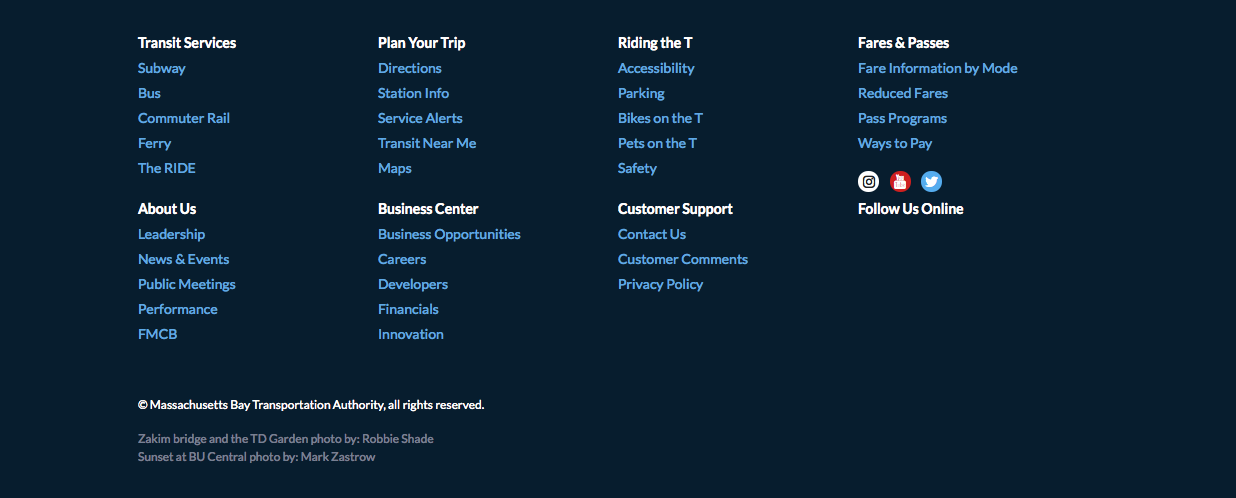 Transit Services
Subway
Bus
Commuter Rail
Ferry
The RIDE
Plan Your Trip
Directions
Station Info
Service Alerts
Transit Near Me
Maps
Riding the T
Accessibility
Parking
Bikes on the T
Pets on the T
Safety
Fares & Passes
Fare Information by Mode
Reduced Fares
Pass Programs
Ways to Pay
About Us
Leadership
News & Events
Public Meetings
Performance
FMCB
Business Center
Business Opportunities
Careers
Developers
Financials
Innovation
Customer Support
Contact Us
Customer Comments
Privacy Policy
Follow Us Online
© Massachusetts Bay Transportation Authority, all rights reserved.
Zakim bridge and the TD Garden photo by: Robbie Shade
Sunset at BU Central photo by: Mark Zastrow